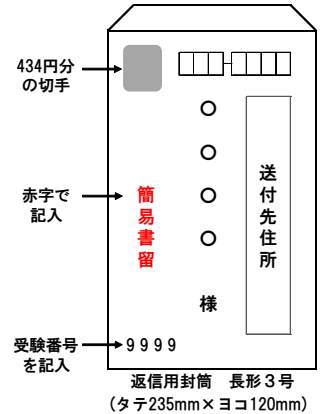 434円分
の切手
赤字で
記入
簡易書留
○○○○様
送付先住所
受験番号
を記入
9999
返信用封筒 長形3号
(タテ235mm×ヨコ120mm)